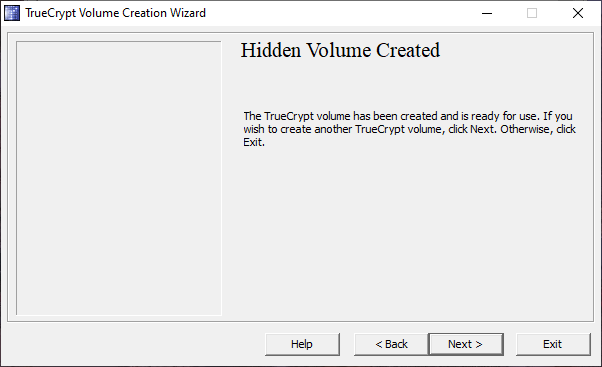 TrueCrypt Volume Creation Wizard
Hidden Volume Created
The TrueCrypt volume has been created and is ready for use. If you
wish to create another TrueCrypt volume, click Next. Otherwise, click
Exit.
Help
< Back
Next >
Exit